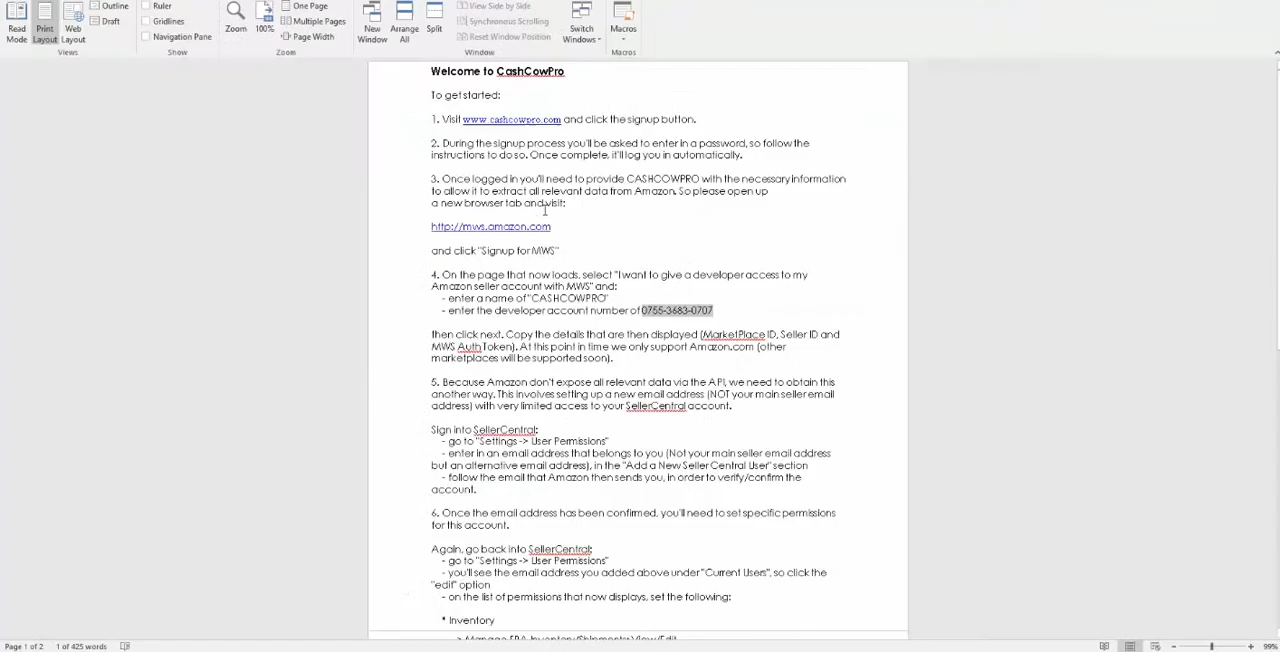 Outline
Ruler
One Page
View Side by Side
Draft
Gridlines
Multiple Pages
Synchronous Scrolling
Read Mode
Print Layout
Web Layout
Navigation Pane
Zoom
100%
Page Width
New Window
Arrange All
Split
Reset Window Position
Switch Windows
Macros
Views
Show
Zoom
Window
Macros
Welcome to CashCowPro
To get started:
1. Visit www.cashcowpro.com and click the signup button.
2. During the signup process you'll be asked to enter in a password, so follow the
instructions to do so. Once complete, it'll log you in automatically.
3. Once logged in you'll need to provide CASHCOWPRO with the necessary information
to allow it to extract all relevant data from Amazon. So please open up
a new browser tab and visit:
http://mws.amazon.com
and click "Signup for MWS"
4. On the page that now loads, select "I want to give a developer access to my
Amazon seller account with MWS" and:
- enter a name of "CASHCOWPRO"
- enter the developer account number of 0755-3683-0707
then click next. Copy the details that are then displayed (MarketPlace ID, Seller ID and
MWS Auth Token). At this point in time we only support Amazon.com (other
marketplaces will be supported soon).
5. Because Amazon don't expose all relevant data via the API, we need to obtain this
another way. This involves setting up a new email address (NOT your main seller email
address) with very limited access to your SellerCentral account.
Sign into SellerCentral:
- go to "Settings -> User Permissions"
- enter in an email address that belongs to you (Not your main seller email address
but an alternative email address), in the "Add a New Seller Central User" section
- follow the email that Amazon then sends you, in order to verify/confirm the
account.
6. Once the email address has been confirmed, you'll need to set specific permissions
for this account.
Again, go back into SellerCentral:
- go to "Settings -> User Permissions"
- you'll see the email address you added above under "Current Users", so click the
"edit" option
- on the list of permissions that now displays, set the following:
* Inventory
-> Manage FBA Inventory/Shipments: View/Edit
Page 1 of 2
1 of 425 words
99%